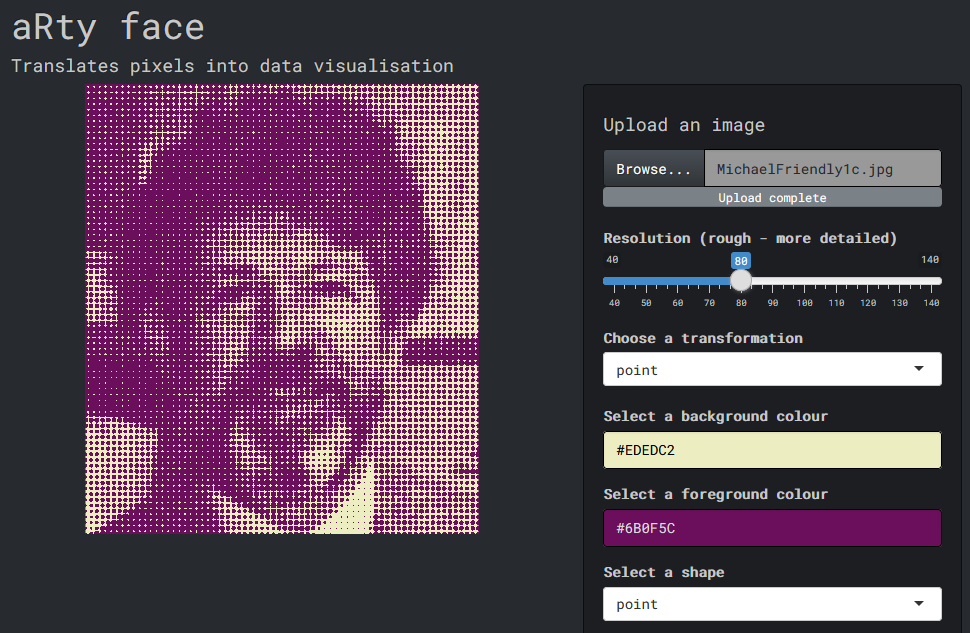 aRty face
Translates pixels into data visualisation
Upload an image
Browse... MichaelFriendly1c.jpg
Upload complete
Resolution (rough - more detailed)
40 80 140
40 50 60 70 80 90 100 110 120 130 140
Choose a transformation
point
Select a background colour
#EDEDC2
Select a foreground colour
#6B0F5C
Select a shape
point